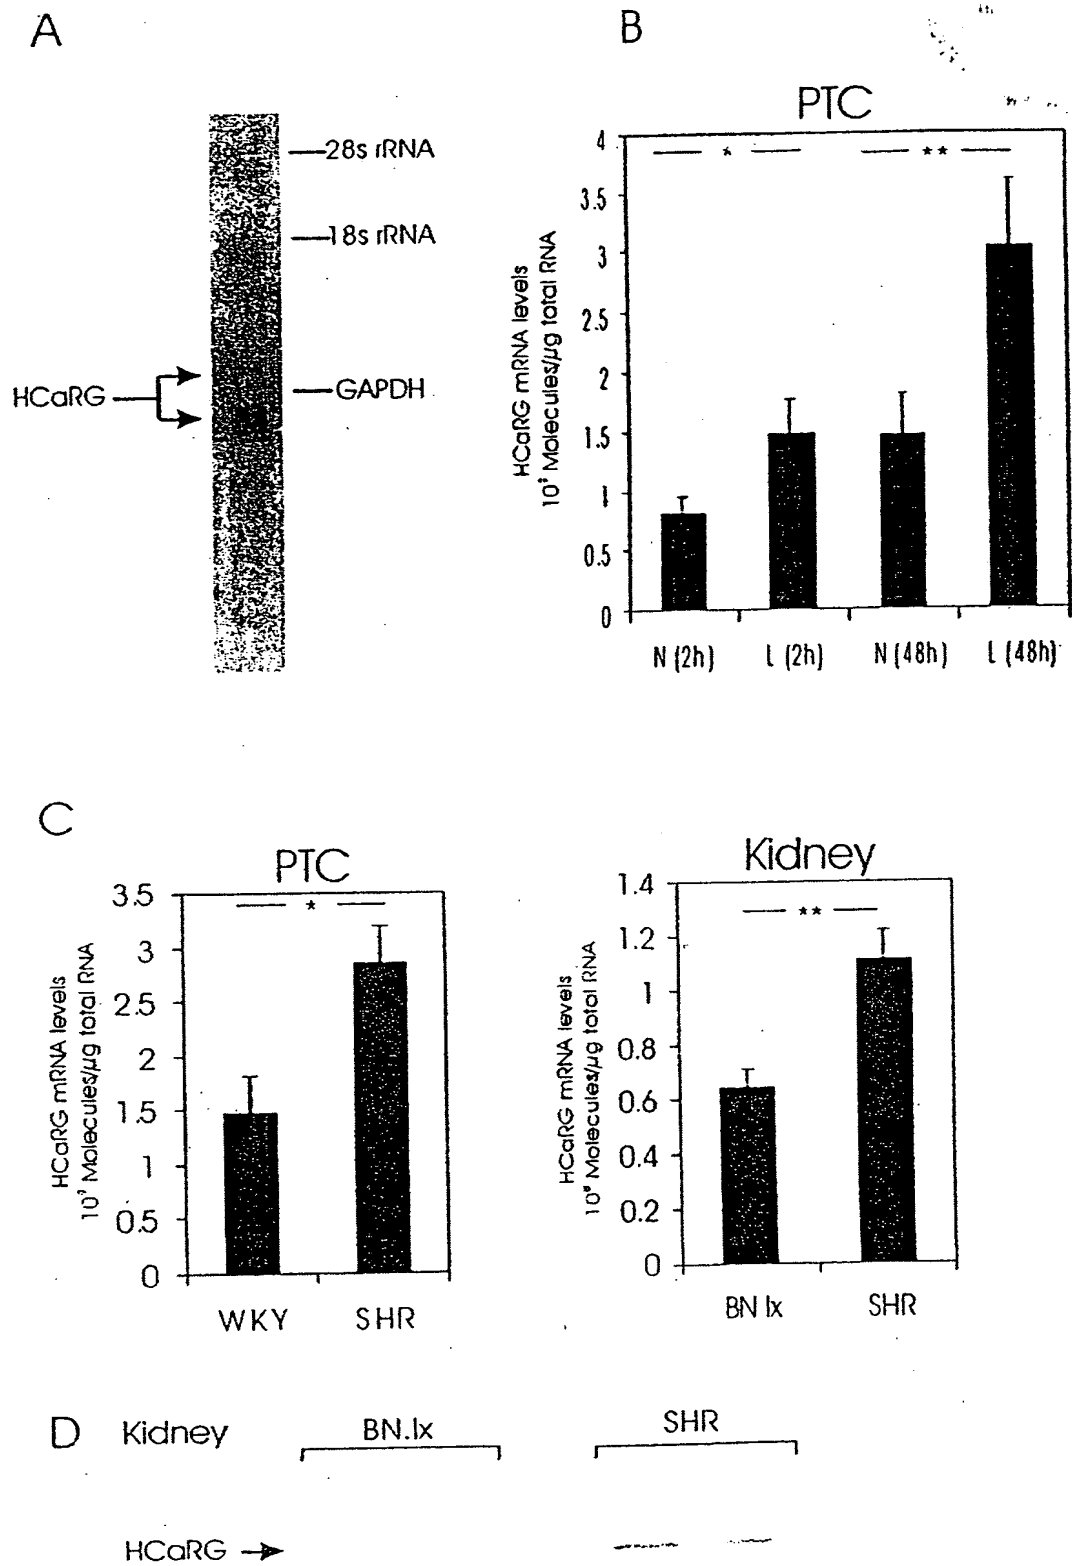 A
28s rRNA
18s rRNA
HCaRG
GAPDH
B
PTC
HCaRG mRNA levels
Molecules/µg total RNA
4
3.5
3
2.5
2
1.5
1
0.5
0
* **
N (2h) L (2h) N (48h) L (48h)
C
PTC
HCaRG mRNA levels
Molecules/µg total RNA
3.5
3
2.5
2
1.5
1
0.5
0
*
WKY SHR
Kidney
HCaRG mRNA levels
Molecules/µg total RNA
1.4
1.2
1
0.8
0.6
0.4
0.2
0
**
BN lx SHR
D Kidney BN.lx SHR
HCaRG